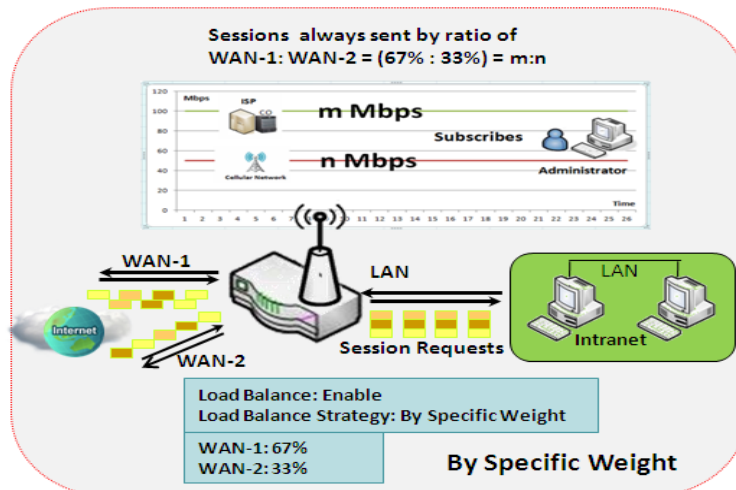 Sessions always sent by ratio of
WAN-1: WAN-2 = (67% : 33%) = m:n
Mbps
120
100
80
60
40
20
0
ISP
CO
m Mbps
Subscribes
n Mbps
Cellular Network
Administrator
Time
1 2 3 4 5 6 7 8 10 11 12 13 14 15 16 17 18 19 20 21 22 23 24 25 26
WAN-1
LAN
LAN
Internet
WAN-2
Session Requests
Intranet
Load Balance: Enable
Load Balance Strategy: By Specific Weight
WAN-1: 67%
WAN-2: 33%
By Specific Weight